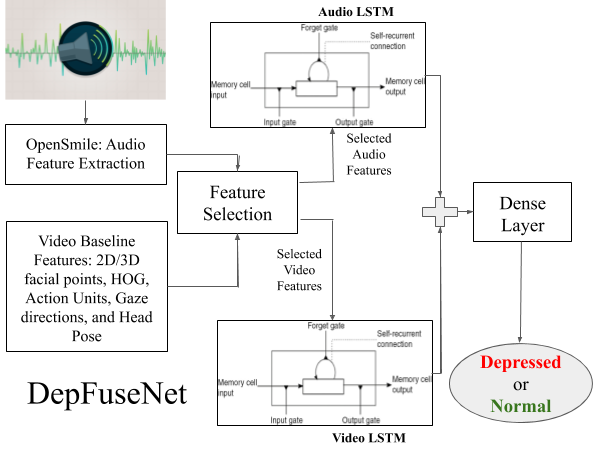 Audio LSTM
Forget gate
Self-recurrent
connection
Memory cell
input
Memory cell
output
Input gate
Output gate
OpenSmile: Audio
Feature Extraction
Selected
Audio
Features
Feature
Selection
Dense
Layer
Video Baseline
Features: 2D/3D
facial points, HOG,
Action Units, Gaze
directions, and Head
Pose
Selected
Video
Features
Forget gate
Self-recurrent
connection
Memory cell
input
Memory cell
output
Input gate
Output gate
Video LSTM
Depressed
or
Normal
DepFuseNet